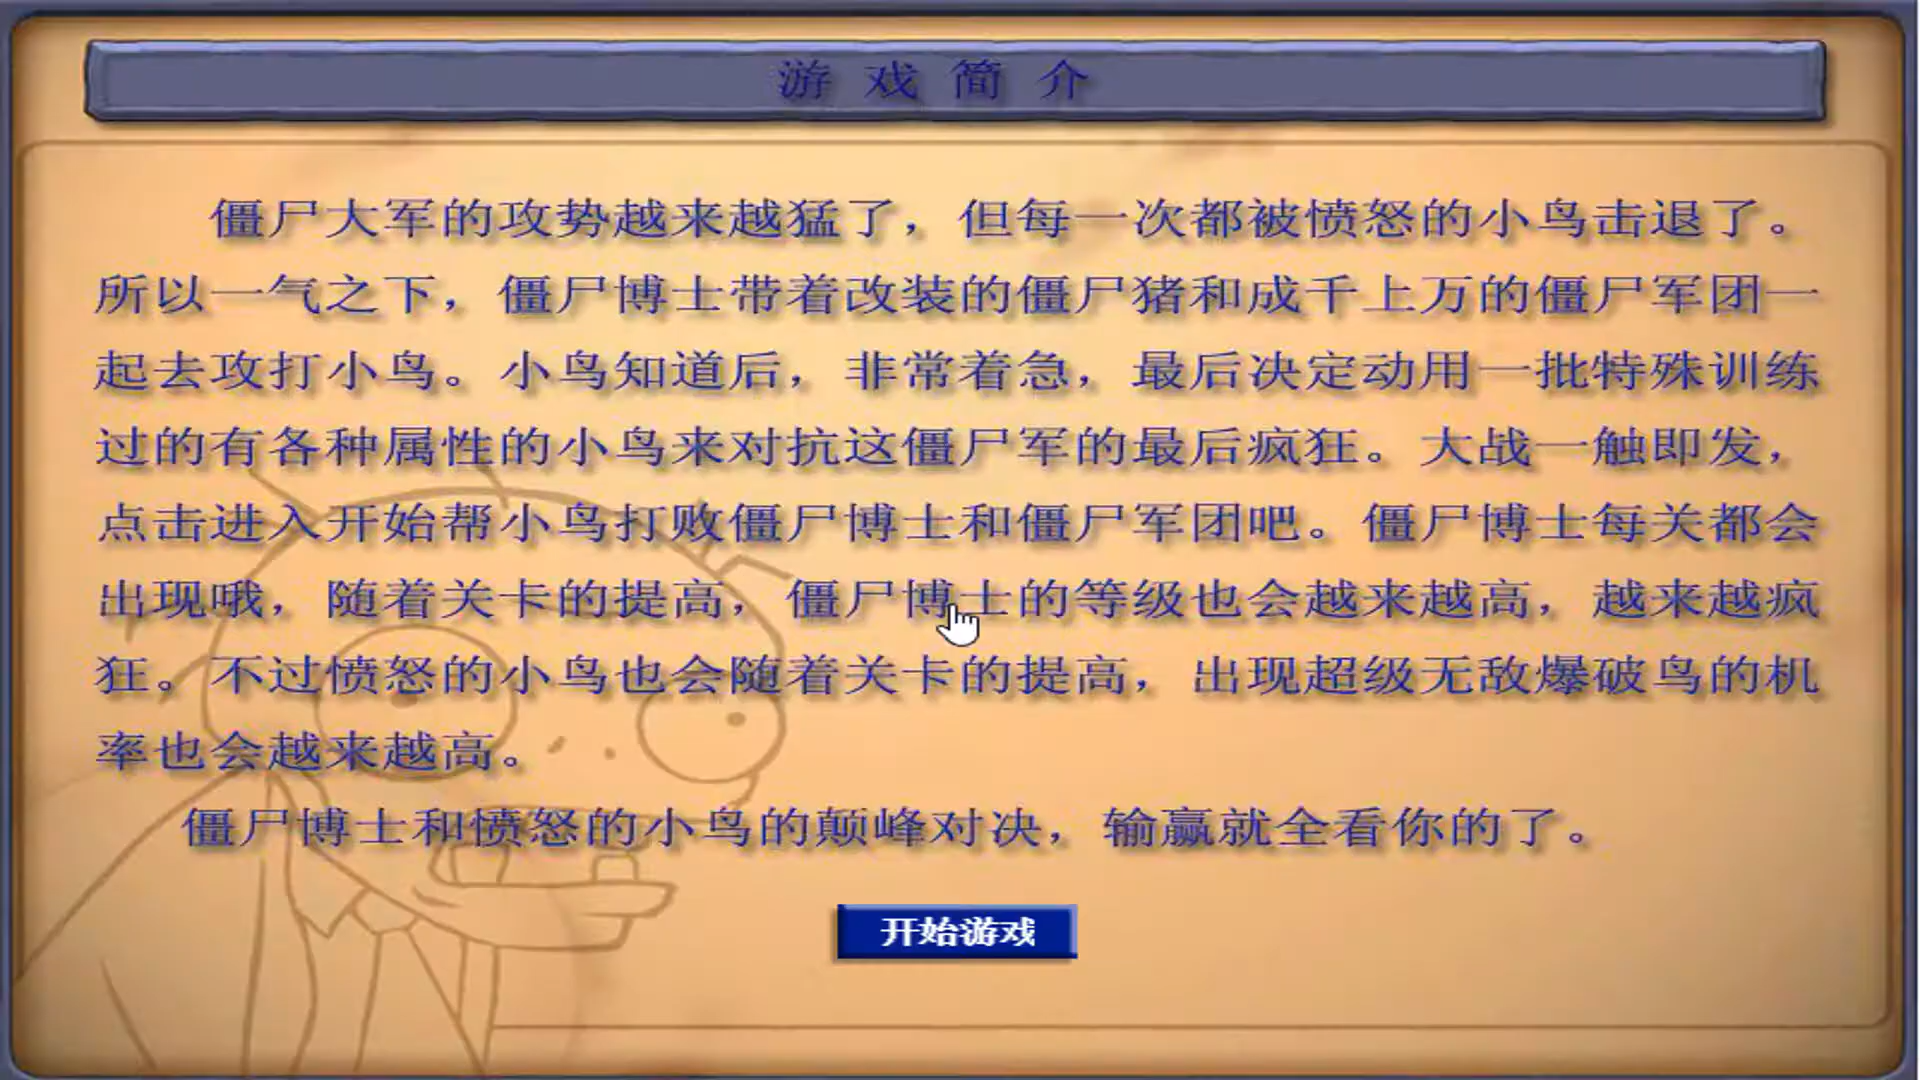 游戏简介
僵尸大军的攻势越来越猛了，但每一次都被愤怒的小鸟击退了。
所以一气之下，僵尸博士带着改装的僵尸猪和成千上万的僵尸军团一
起去攻打小鸟。小鸟知道后，非常着急，最后决定动用一批特殊训练
过的有各种属性的小鸟来对抗这僵尸军的最后疯狂。大战一触即发，
点击进入开始帮小鸟打败僵尸博士和僵尸军团吧。僵尸博士每关都会
出现哦，随着关卡的提高，僵尸博士的等级也会越来越高，越来越疯
狂。不过愤怒的小鸟也会随着关卡的提高，出现超级无敌爆破鸟的机
率也会越来越高。
僵尸博士和愤怒的小鸟的颠峰对决，输赢就全看你的了。
开始游戏